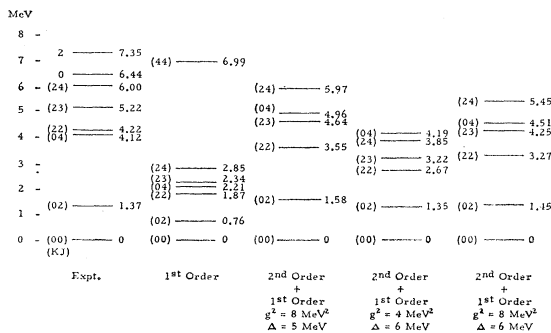 MeV
8 -
7 -
6 -
5 -
4 -
3 -
2 -
1 -
0 -
2 7.35
0 6.44
(24) 6.00
(23) 5.22
(22) 4.22
(04) 4.12
(02) 1.37
(00) 0
(KJ)
Expt.
(44) 6.99
(24) 2.85
(23) 2.34
(04) 2.21
(22) 1.87
(02) 0.76
(00) 0
1st Order
(24) 5.97
(04) 4.96
(23) 4.64
(22) 3.55
(02) 1.58
(00) 0
2nd Order
+
1st Order
g² = 8 MeV²
Δ = 5 MeV
(04) 4.19
(24) 3.85
(23) 3.22
(22) 2.67
(02) 1.35
(00) 0
2nd Order
+
1st Order
g² = 4 MeV²
Δ = 6 MeV
(24) 5.45
(04) 4.51
(23) 4.25
(22) 3.27
(02) 1.45
(00) 0
2nd Order
+
1st Order
g² = 8 MeV²
Δ = 6 MeV